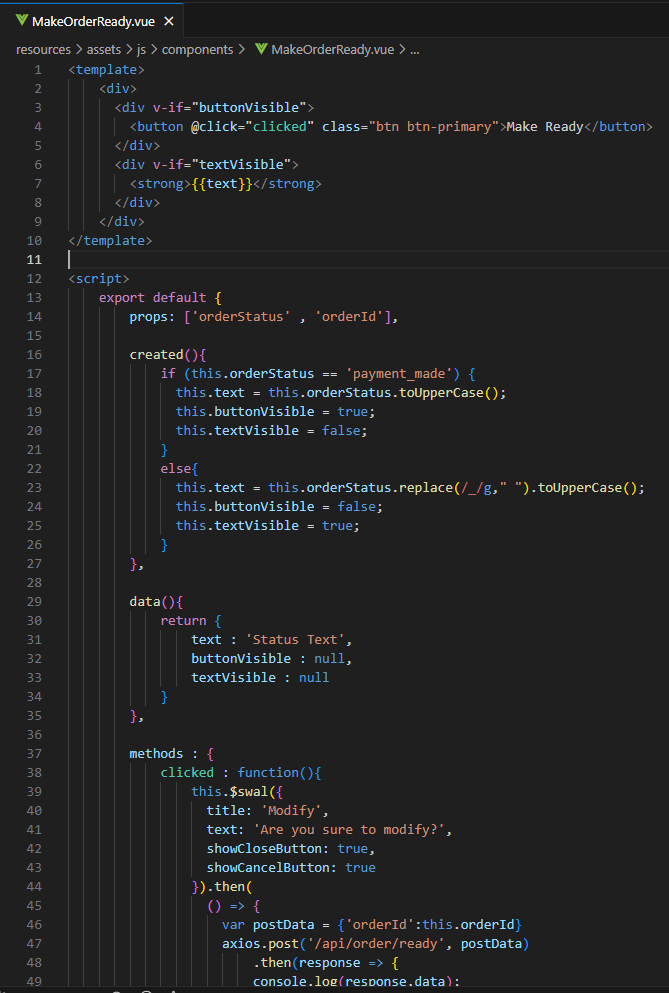 MakeOrderReady.vue ×
resources > assets > js > components > MakeOrderReady.vue > ...
1 <template>
2 <div>
3 <div v-if="buttonVisible">
4 <button @click="clicked" class="btn btn-primary">Make Ready</button>
5 </div>
6 <div v-if="textVisible">
7 <strong>{{text}}</strong>
8 </div>
9 </div>
10 </template>
11
12 <script>
13 export default {
14 props: ['orderStatus' , 'orderId'],
15
16 created(){
17 if (this.orderStatus == 'payment_made') {
18 this.text = this.orderStatus.toUpperCase();
19 this.buttonVisible = true;
20 this.textVisible = false;
21 }
22 else{
23 this.text = this.orderStatus.replace(/_/g," ").toUpperCase();
24 this.buttonVisible = false;
25 this.textVisible = true;
26 }
27 },
28
29 data(){
30 return {
31 text : 'Status Text',
32 buttonVisible : null,
33 textVisible : null
34 }
35 },
36
37 methods : {
38 clicked : function(){
39 this.$swal({
40 title: 'Modify',
41 text: 'Are you sure to modify?',
42 showCloseButton: true,
43 showCancelButton: true
44 }).then(
45 () => {
46 var postData = {'orderId':this.orderId}
47 axios.post('/api/order/ready', postData)
48 .then(response => {
49 console.log(response.data);